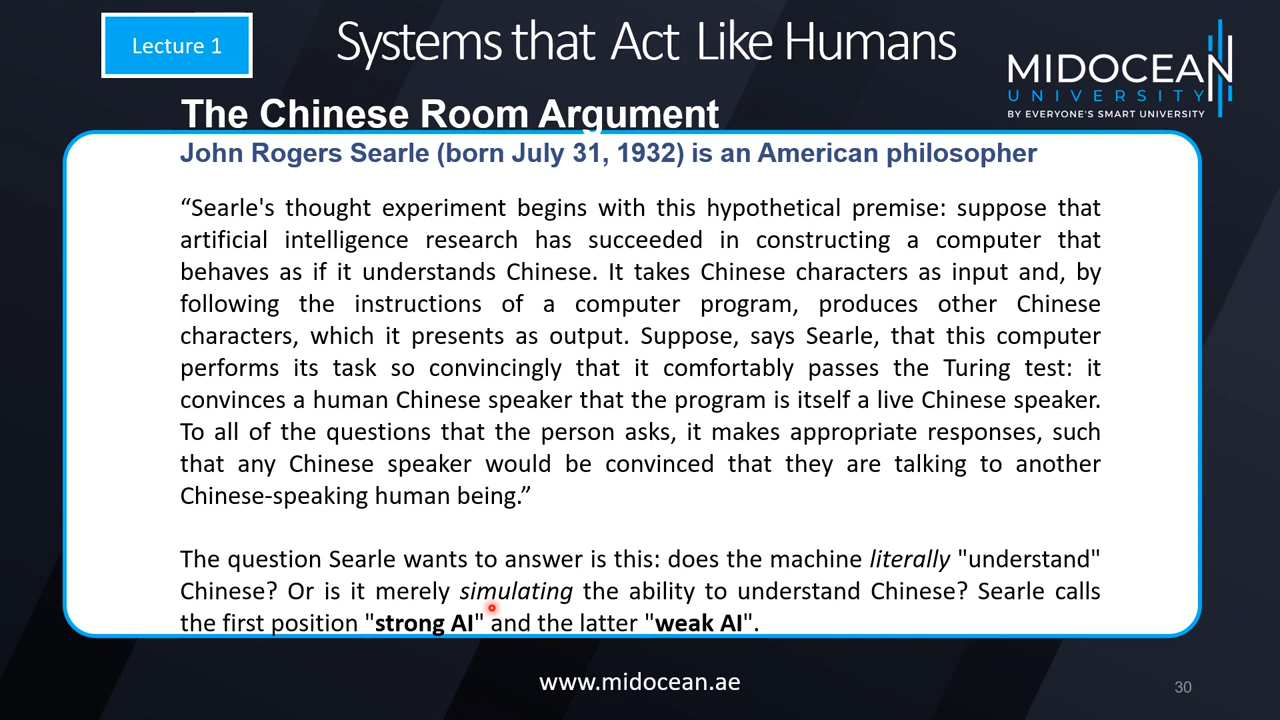 Lecture 1
Systems that Act Like Humans
MIDOCEAN
UNIVERSITY
BY EVERYONE'S SMART UNIVERSITY
The Chinese Room Argument
John Rogers Searle (born July 31, 1932) is an American philosopher
“Searle's thought experiment begins with this hypothetical premise: suppose that
artificial intelligence research has succeeded in constructing a computer that
behaves as if it understands Chinese. It takes Chinese characters as input and, by
following the instructions of a computer program, produces other Chinese
characters, which it presents as output. Suppose, says Searle, that this computer
performs its task so convincingly that it comfortably passes the Turing test: it
convinces a human Chinese speaker that the program is itself a live Chinese speaker.
To all of the questions that the person asks, it makes appropriate responses, such
that any Chinese speaker would be convinced that they are talking to another
Chinese-speaking human being.”
The question Searle wants to answer is this: does the machine literally "understand"
Chinese? Or is it merely simulating the ability to understand Chinese? Searle calls
the first position "strong AI" and the latter "weak AI".
www.midocean.ae
30